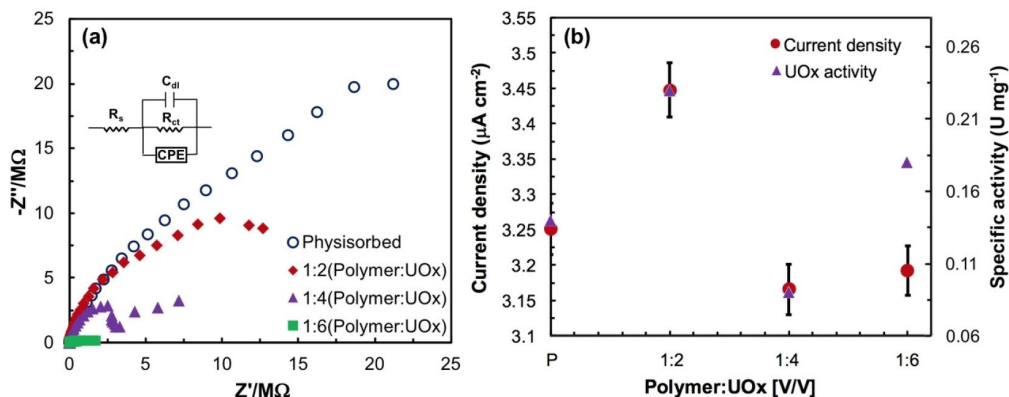 (a)
25
20
15
10
5
0
-Z''/MΩ
C_dl
R_s
R_ct
CPE
Physisorbed
1:2(Polymer:UOx)
1:4(Polymer:UOx)
1:6(Polymer:UOx)
0 5 10 15 20 25
Z'/MΩ
(b)
3.55
3.5
3.45
3.4
3.35
3.3
3.25
3.2
3.15
3.1
Current density (μA cm⁻²)
Current density
UOx activity
0.26
0.21
0.16
0.11
0.06
Specific activity (U mg⁻¹)
P 1:2 1:4 1:6
Polymer:UOx [V/V]